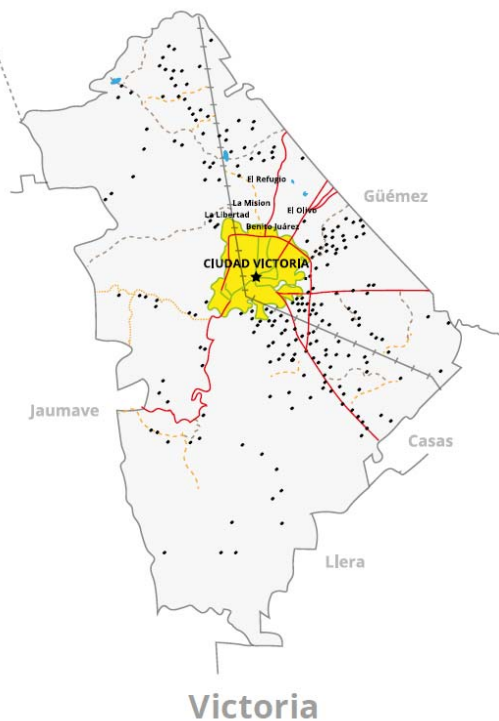 El Refugio
Güémez
La Mision
El Olivo
La Libertad
Benito Juárez
CIUDAD VICTORIA
Jaumave
Casas
Llera
Victoria